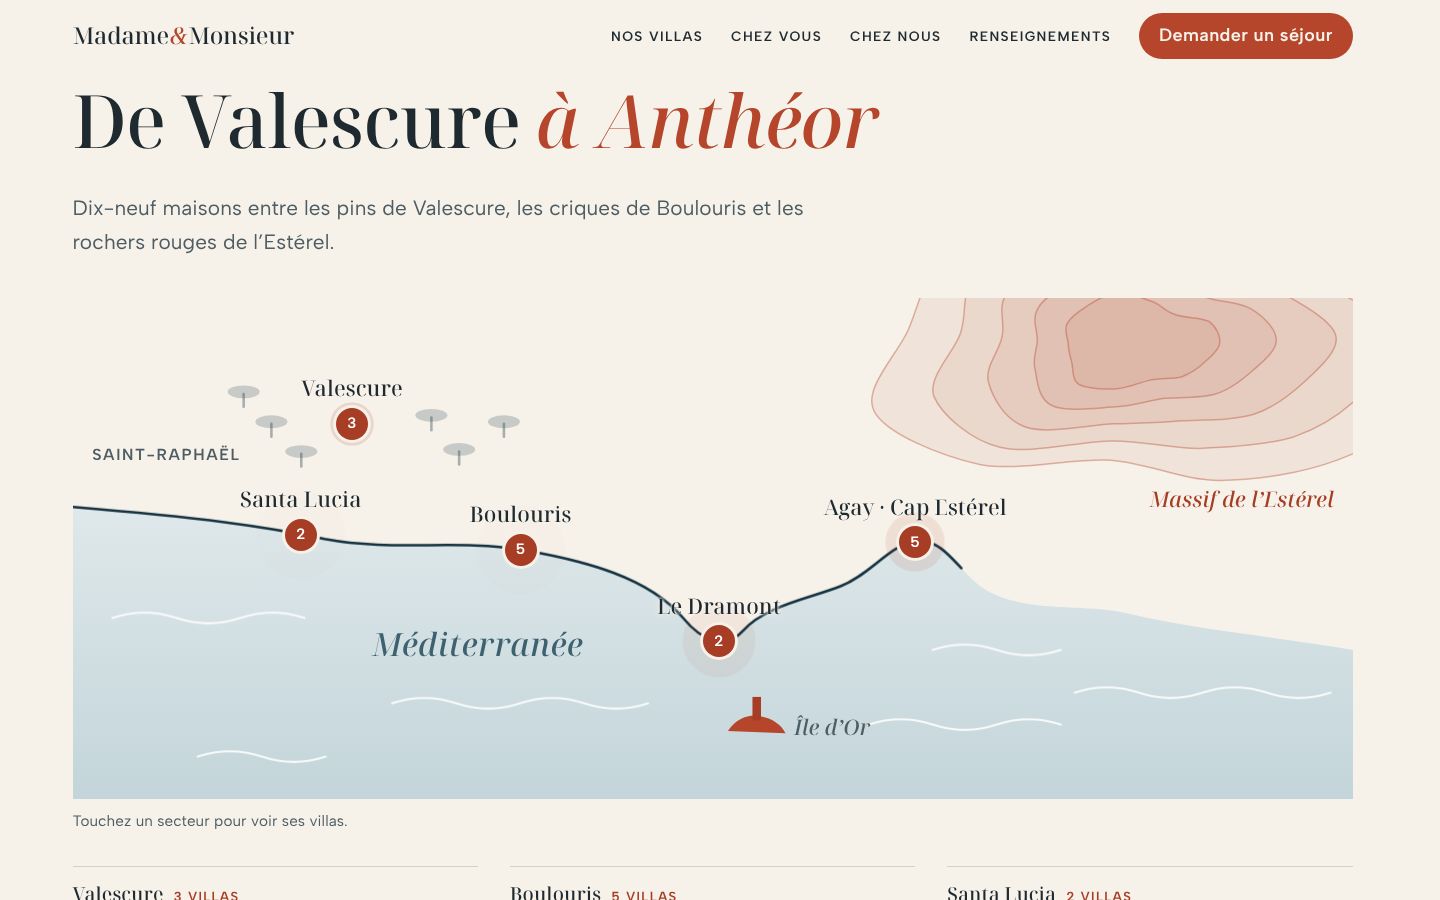 Madame&Monsieur
NOS VILLAS
CHEZ VOUS
CHEZ NOUS
RENSEIGNEMENTS
Demander un séjour
De Valescure à Anthéor
Dix-neuf maisons entre les pins de Valescure, les criques de Boulouris et les
rochers rouges de l’Estérel.
Valescure
3
SAINT-RAPHAËL
Santa Lucia
2
Boulouris
5
Agay · Cap Estérel
5
Massif de l’Estérel
Le Dramont
2
Méditerranée
Île d’Or
Touchez un secteur pour voir ses villas.
Valescure 3 VILLAS
Boulouris 5 VILLAS
Santa Lucia 2 VILLAS